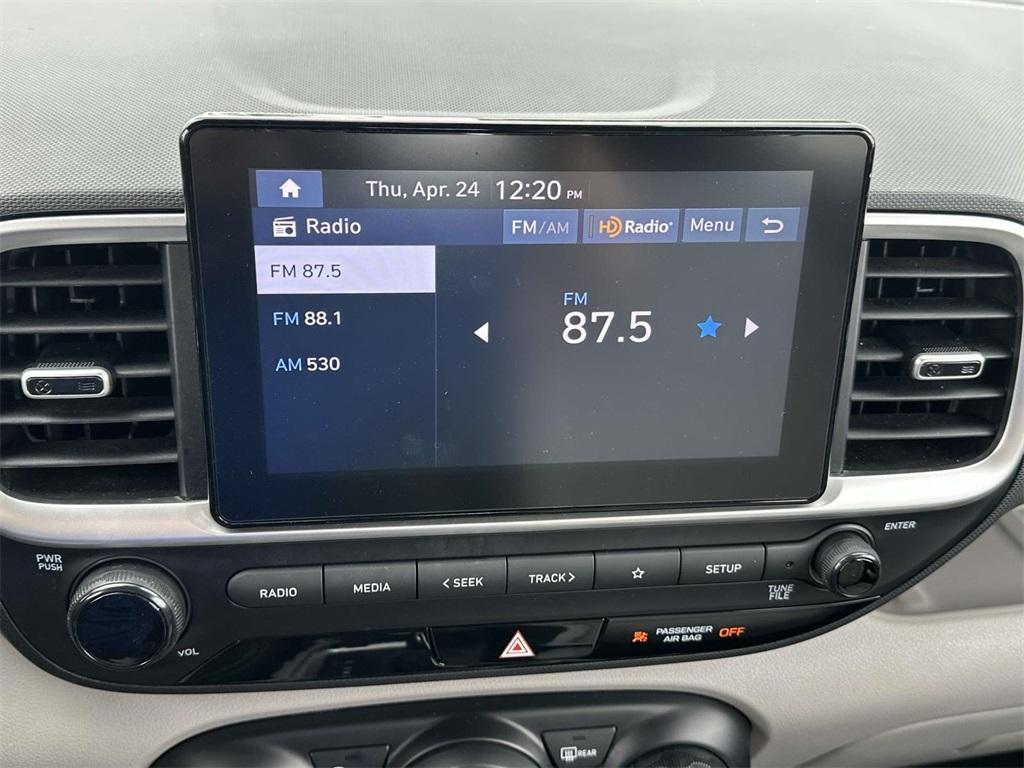 Thu, Apr. 24 12:20 PM
Radio FM/AM HD Radio Menu
FM 87.5
FM 88.1
AM 530
FM
87.5
PWR
PUSH
VOL
RADIO MEDIA < SEEK TRACK > SETUP
ENTER
TUNE
FILE
PASSENGER
AIR BAG OFF
REAR